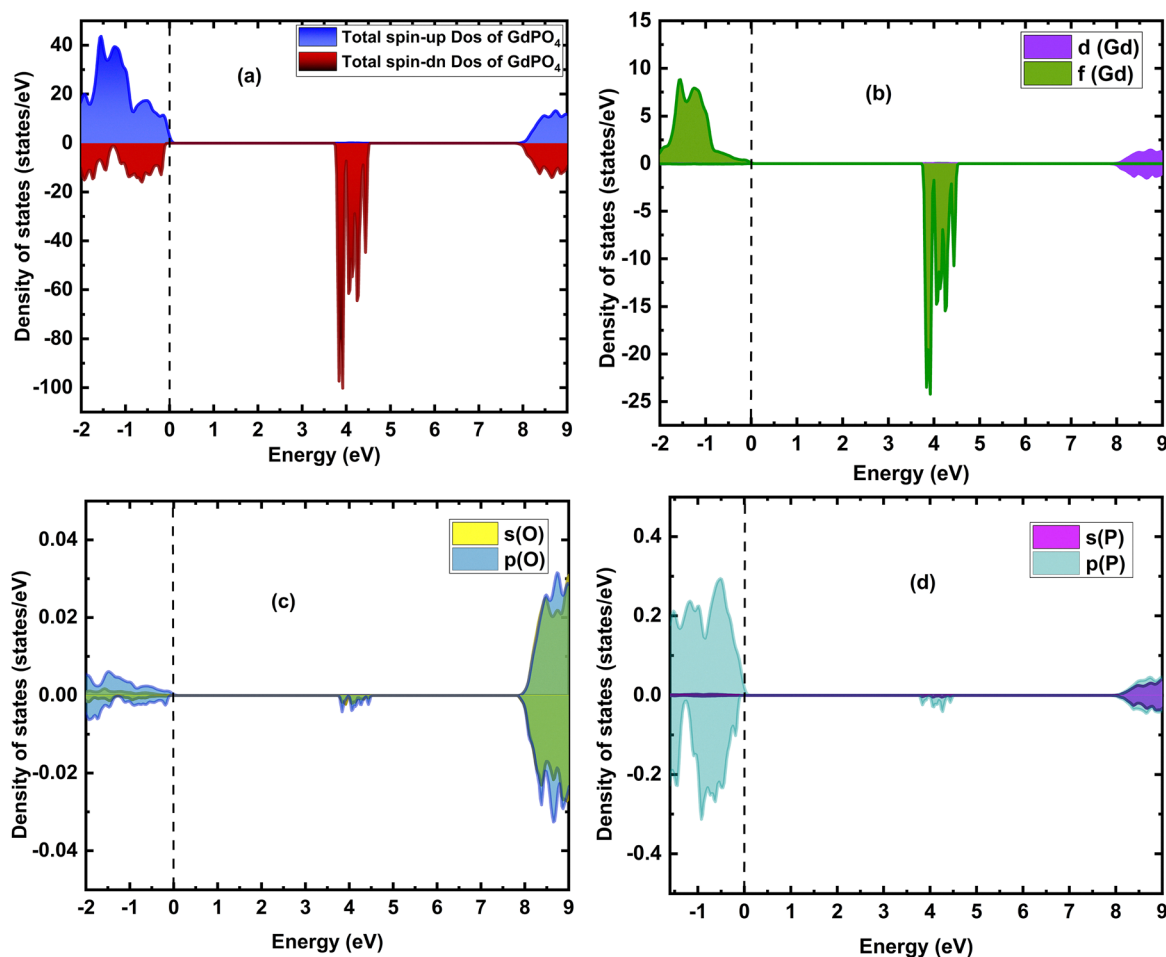 Total spin-up Dos of GdPO4
Total spin-dn Dos of GdPO4
(a)
40
20
0
-20
-40
-60
-80
-100
Density of states (states/eV)
-2 -1 0 1 2 3 4 5 6 7 8 9
Energy (eV)
d (Gd)
f (Gd)
(b)
15
10
5
0
-5
-10
-15
-20
-25
Density of states (states/eV)
-2 -1 0 1 2 3 4 5 6 7 8 9
Energy (eV)
s(O)
p(O)
(c)
0.04
0.02
0.00
-0.02
-0.04
Density of states (states/eV)
-2 -1 0 1 2 3 4 5 6 7 8 9
Energy (eV)
s(P)
p(P)
(d)
0.4
0.2
0.0
-0.2
-0.4
Density of states (states/eV)
-1 0 1 2 3 4 5 6 7 8 9
Energy (eV)